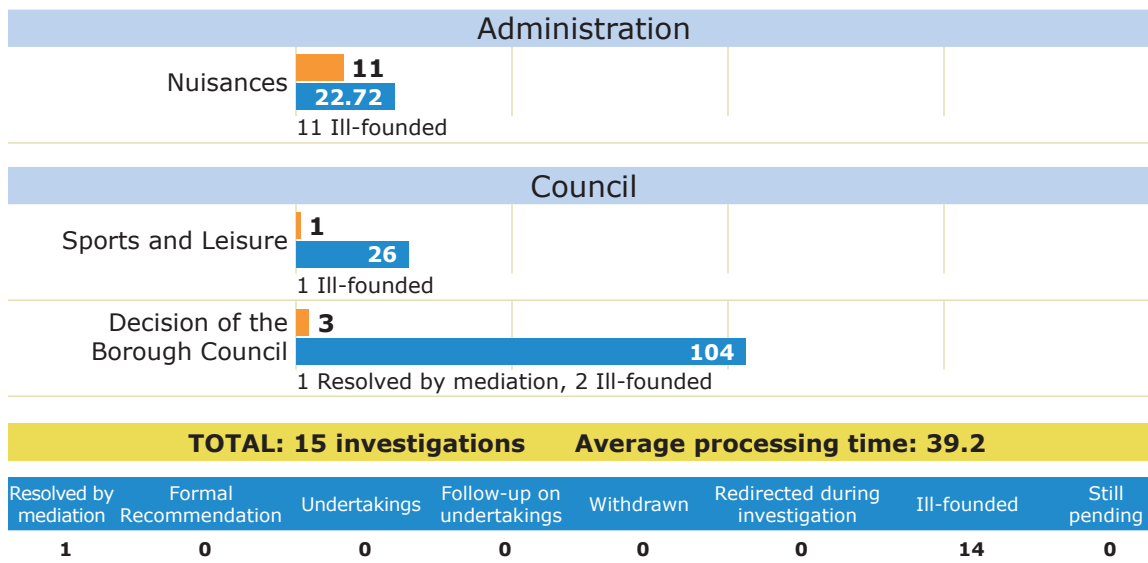 Administration
Nuisances
11
22.72
11 Ill-founded
Council
Sports and Leisure
1
26
1 Ill-founded
Decision of the
Borough Council
3
104
1 Resolved by mediation, 2 Ill-founded
TOTAL: 15 investigations Average processing time: 39.2
Resolved by mediation
Formal Recommendation
Undertakings
Follow-up on undertakings
Withdrawn
Redirected during investigation
Ill-founded
Still pending
1 0 0 0 0 0 14 0